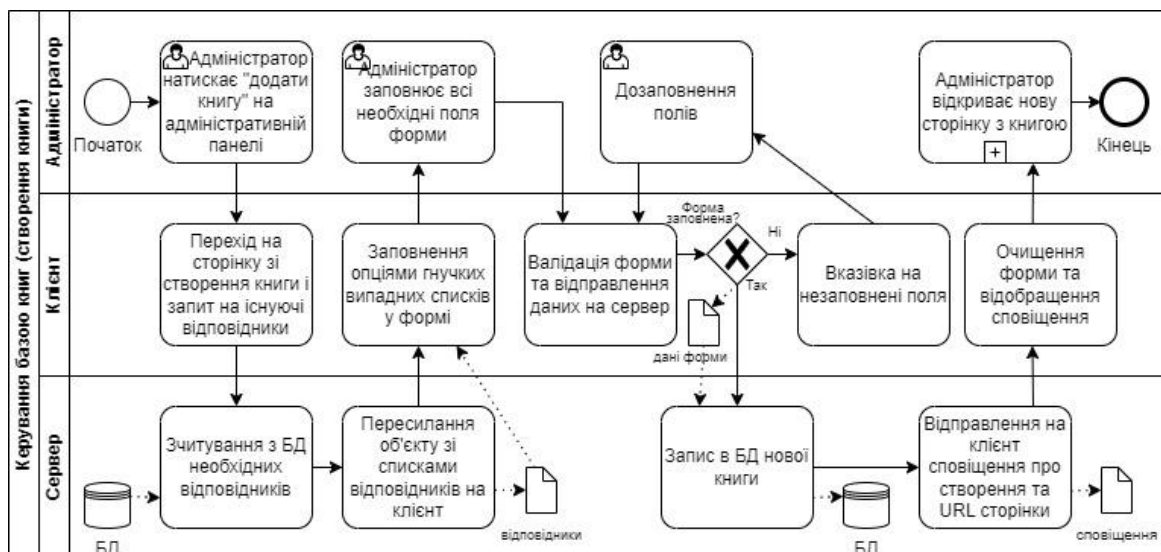 Керування базою книг (створення книги)
Адміністратор
Початок
Адміністратор
натискає "додати
книгу" на
адміністративній
панелі
Адміністратор
заповнює всі
необхідні поля
форми
Дозаповнення
полів
Адміністратор
відкриває нову
сторінку з книгою
Кінець
Клієнт
Перехід на
сторінку зі
створення книги і
запит на існуючі
відповідники
Заповнення
опціями гнучких
випадних списків
у формі
Валідація форми
та відправлення
даних на сервер
Форма
заповнена?
Ні
Так
дані форми
Вказівка на
незаповнені поля
Очищення
форми та
відобращення
сповіщення
Сервер
БД
Зчитування з БД
необхідних
відповідників
Пересилання
об'єкту зі
списками
відповідників на
клієнт
відповідники
Запис в БД нової
книги
БД
Відправлення на
клієнт
сповіщення про
створення та
URL сторінки
сповіщення